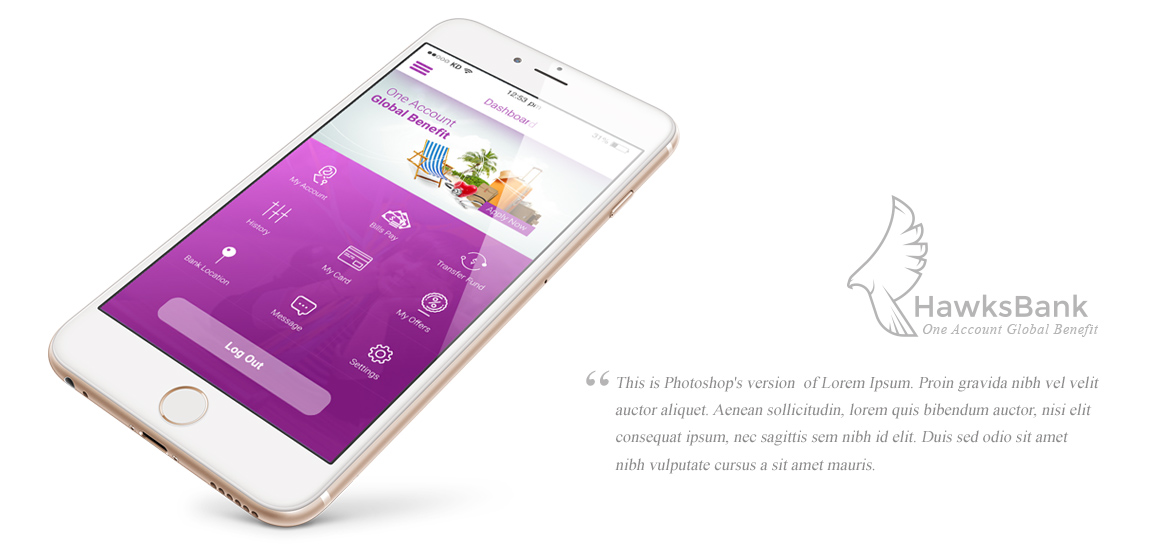 KD
12:53 pm
31%
Dashboard
One Account
Global Benefit
Apply Now
My Account
Bills Pay
Transfer Fund
History
My Card
My Offers
Bank Location
Message
Settings
Log Out
HawksBank
One Account Global Benefit
“ This is Photoshop's version  of Lorem Ipsum. Proin gravida nibh vel velit
auctor aliquet. Aenean sollicitudin, lorem quis bibendum auctor, nisi elit
consequat ipsum, nec sagittis sem nibh id elit. Duis sed odio sit amet
nibh vulputate cursus a sit amet mauris.